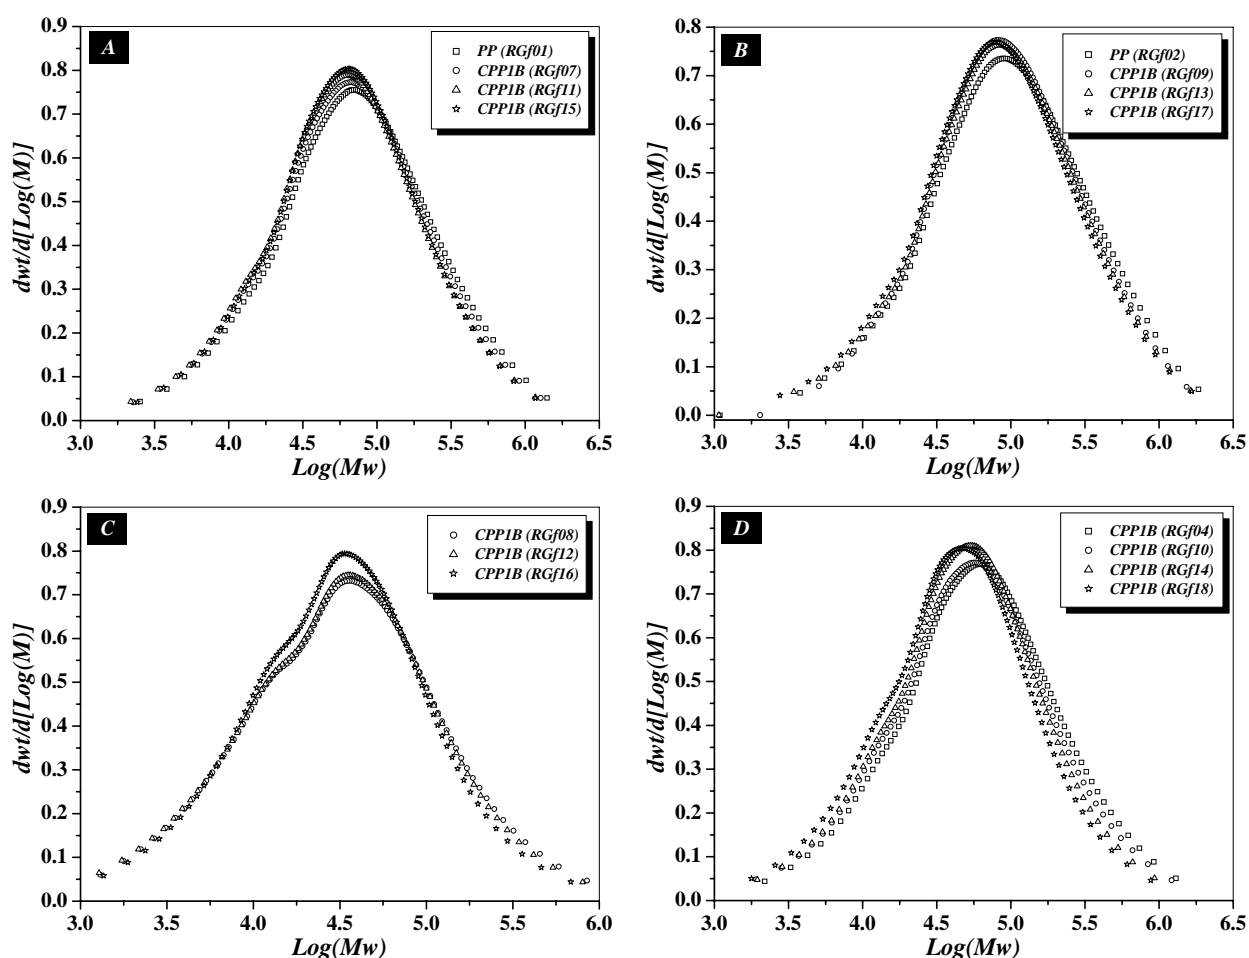 A
PP (RGf01)
CPP1B (RGf07)
CPP1B (RGf11)
CPP1B (RGf15)
dwt/d[Log(M)]
0.9
0.8
0.7
0.6
0.5
0.4
0.3
0.2
0.1
0.0
3.0 3.5 4.0 4.5 5.0 5.5 6.0 6.5
Log(Mw)
B
PP (RGf02)
CPP1B (RGf09)
CPP1B (RGf13)
CPP1B (RGf17)
dwt/d[Log(M)]
0.8
0.7
0.6
0.5
0.4
0.3
0.2
0.1
0.0
3.0 3.5 4.0 4.5 5.0 5.5 6.0 6.5
Log(Mw)
C
CPP1B (RGf08)
CPP1B (RGf12)
CPP1B (RGf16)
dwt/d[Log(M)]
0.9
0.8
0.7
0.6
0.5
0.4
0.3
0.2
0.1
0.0
3.0 3.5 4.0 4.5 5.0 5.5 6.0
Log(Mw)
D
CPP1B (RGf04)
CPP1B (RGf10)
CPP1B (RGf14)
CPP1B (RGf18)
dwt/d[Log(M)]
0.9
0.8
0.7
0.6
0.5
0.4
0.3
0.2
0.1
0.0
3.0 3.5 4.0 4.5 5.0 5.5 6.0 6.5
Log(Mw)